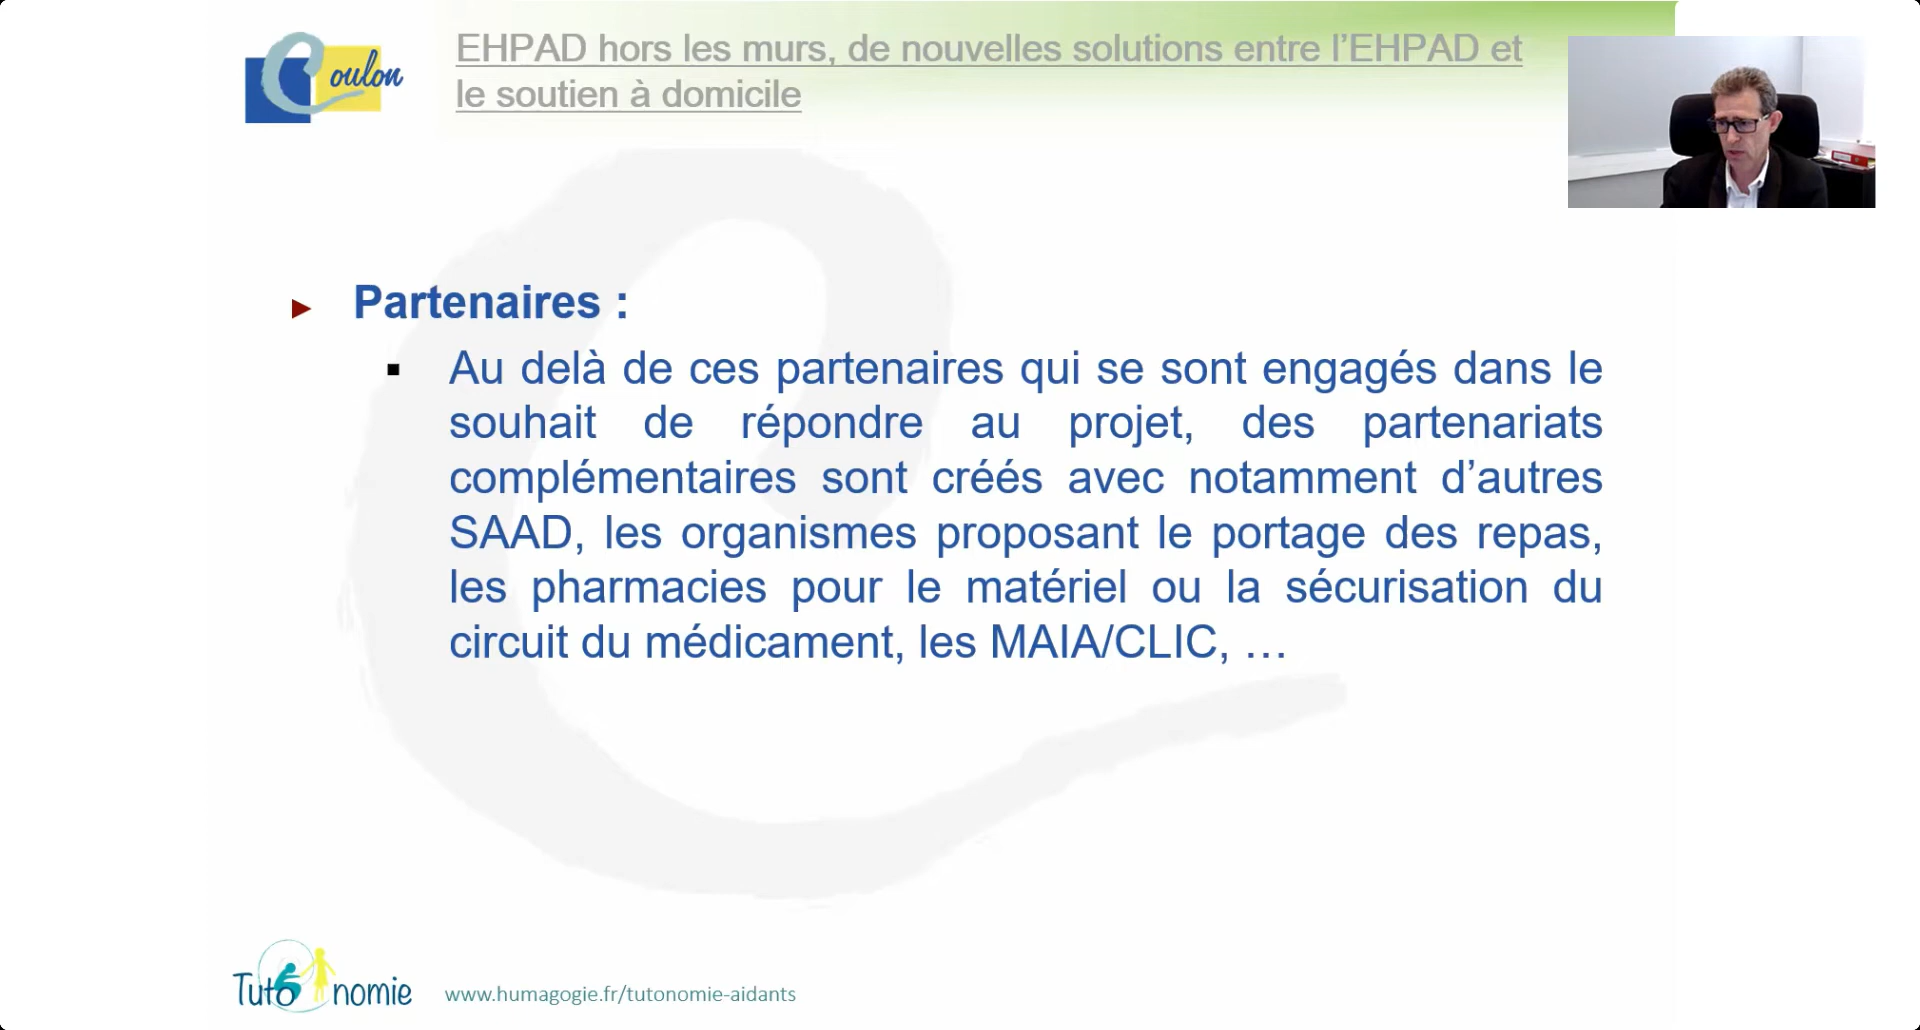 Coulon
EHPAD hors les murs, de nouvelles solutions entre l’EHPAD et
le soutien à domicile
► Partenaires :
▪ Au delà de ces partenaires qui se sont engagés dans le
souhait de répondre au projet, des partenariats
complémentaires sont créés avec notamment d’autres
SAAD, les organismes proposant le portage des repas,
les pharmacies pour le matériel ou la sécurisation du
circuit du médicament, les MAIA/CLIC, …
Tutonomie
www.humagogie.fr/tutonomie-aidants